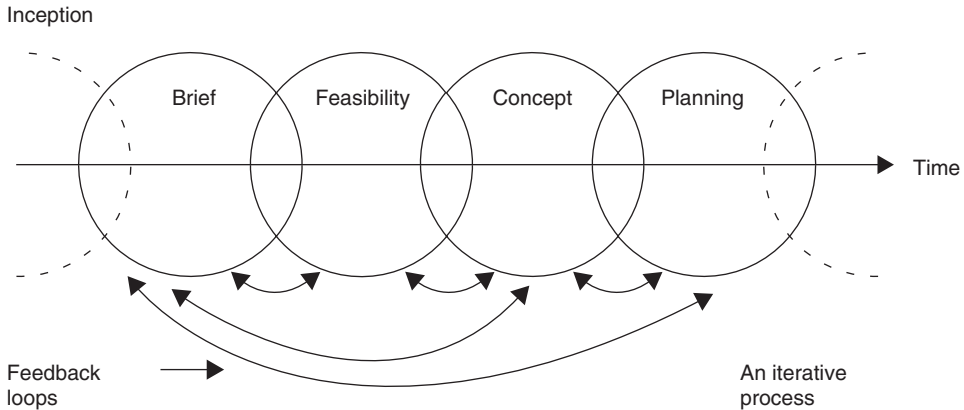 Inception
Brief
Feasibility
Concept
Planning
Time
Feedback
loops
An iterative
process